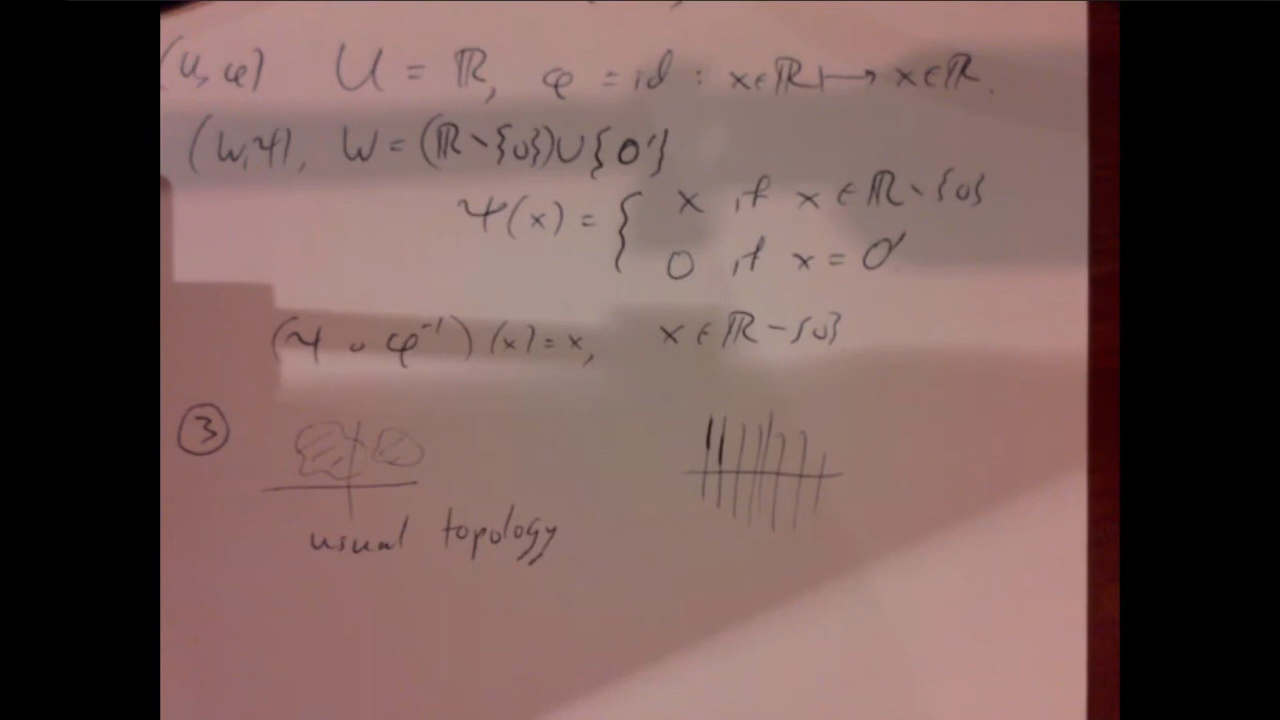 (U, φ) U = ℝ, φ = id : x∈ℝ ↦ x∈ℝ.
(W,Ψ), W = (ℝ∖{0})∪{0'}
Ψ(x) = { x if x ∈ ℝ∖{0}
0 if x = 0'
(Ψ ∘ φ⁻¹)(x) = x, x ∈ ℝ − {0}
③
usual topology